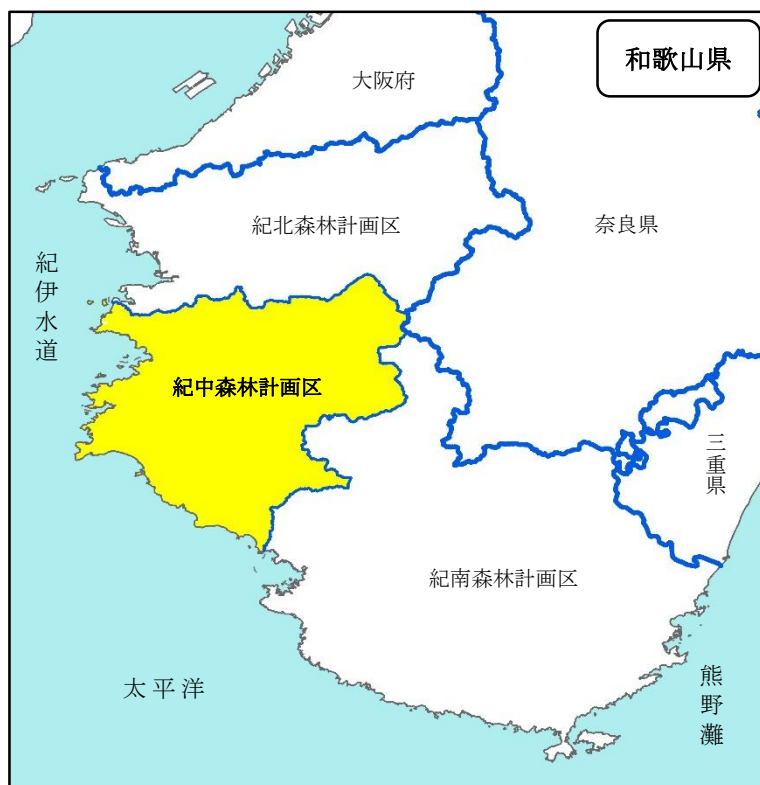 和歌山県
大阪府
紀北森林計画区
奈良県
紀伊水道
紀中森林計画区
三重県
紀南森林計画区
太平洋
熊野灘